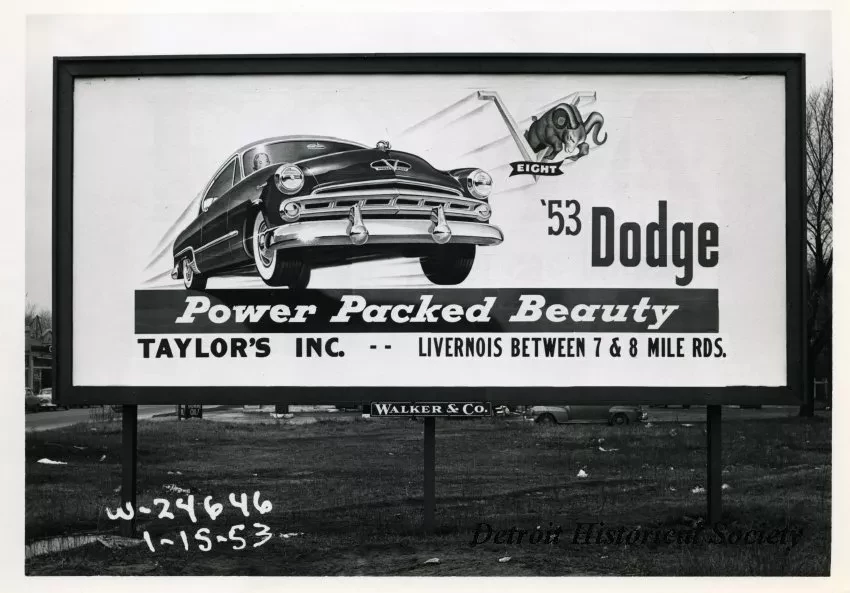 EIGHT
'53 Dodge
Power Packed Beauty
TAYLOR'S INC. -- LIVERNOIS BETWEEN 7 & 8 MILE RDS.
WALKER & CO.
W-24646
1-15-53
Detroit Historical Society